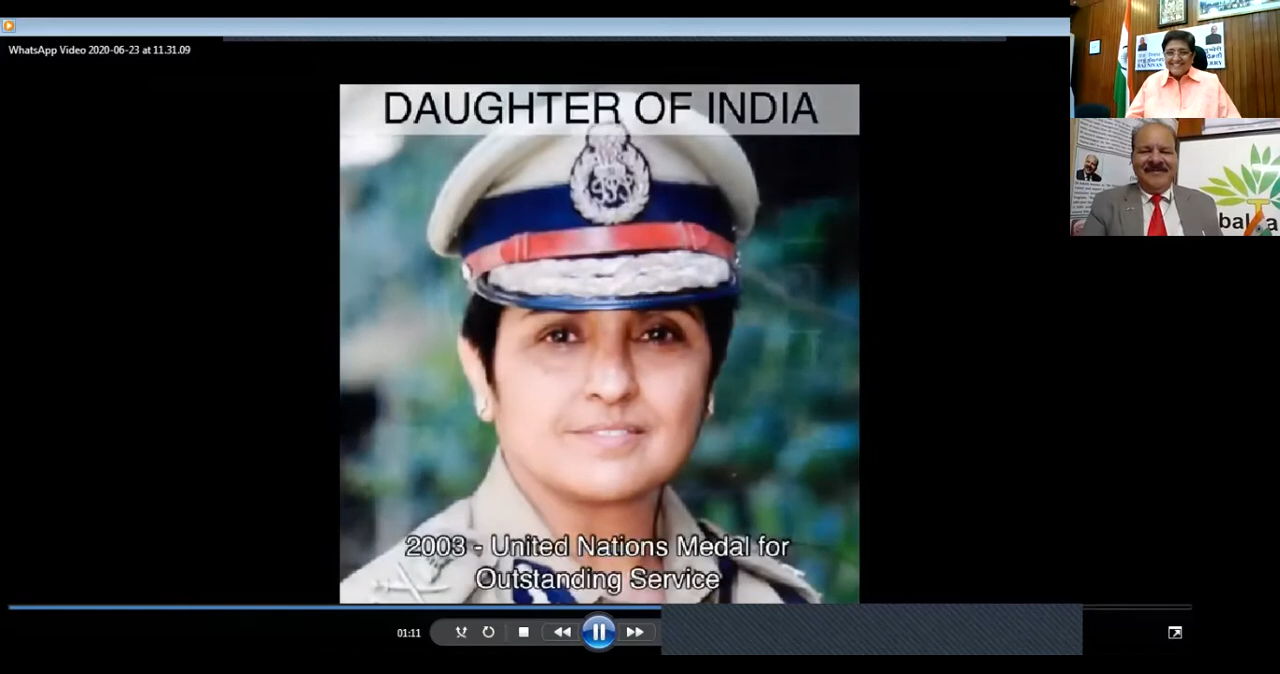 WhatsApp Video 2020-06-23 at 11.31.09
DAUGHTER OF INDIA
2003 - United Nations Medal for
Outstanding Service
01:11